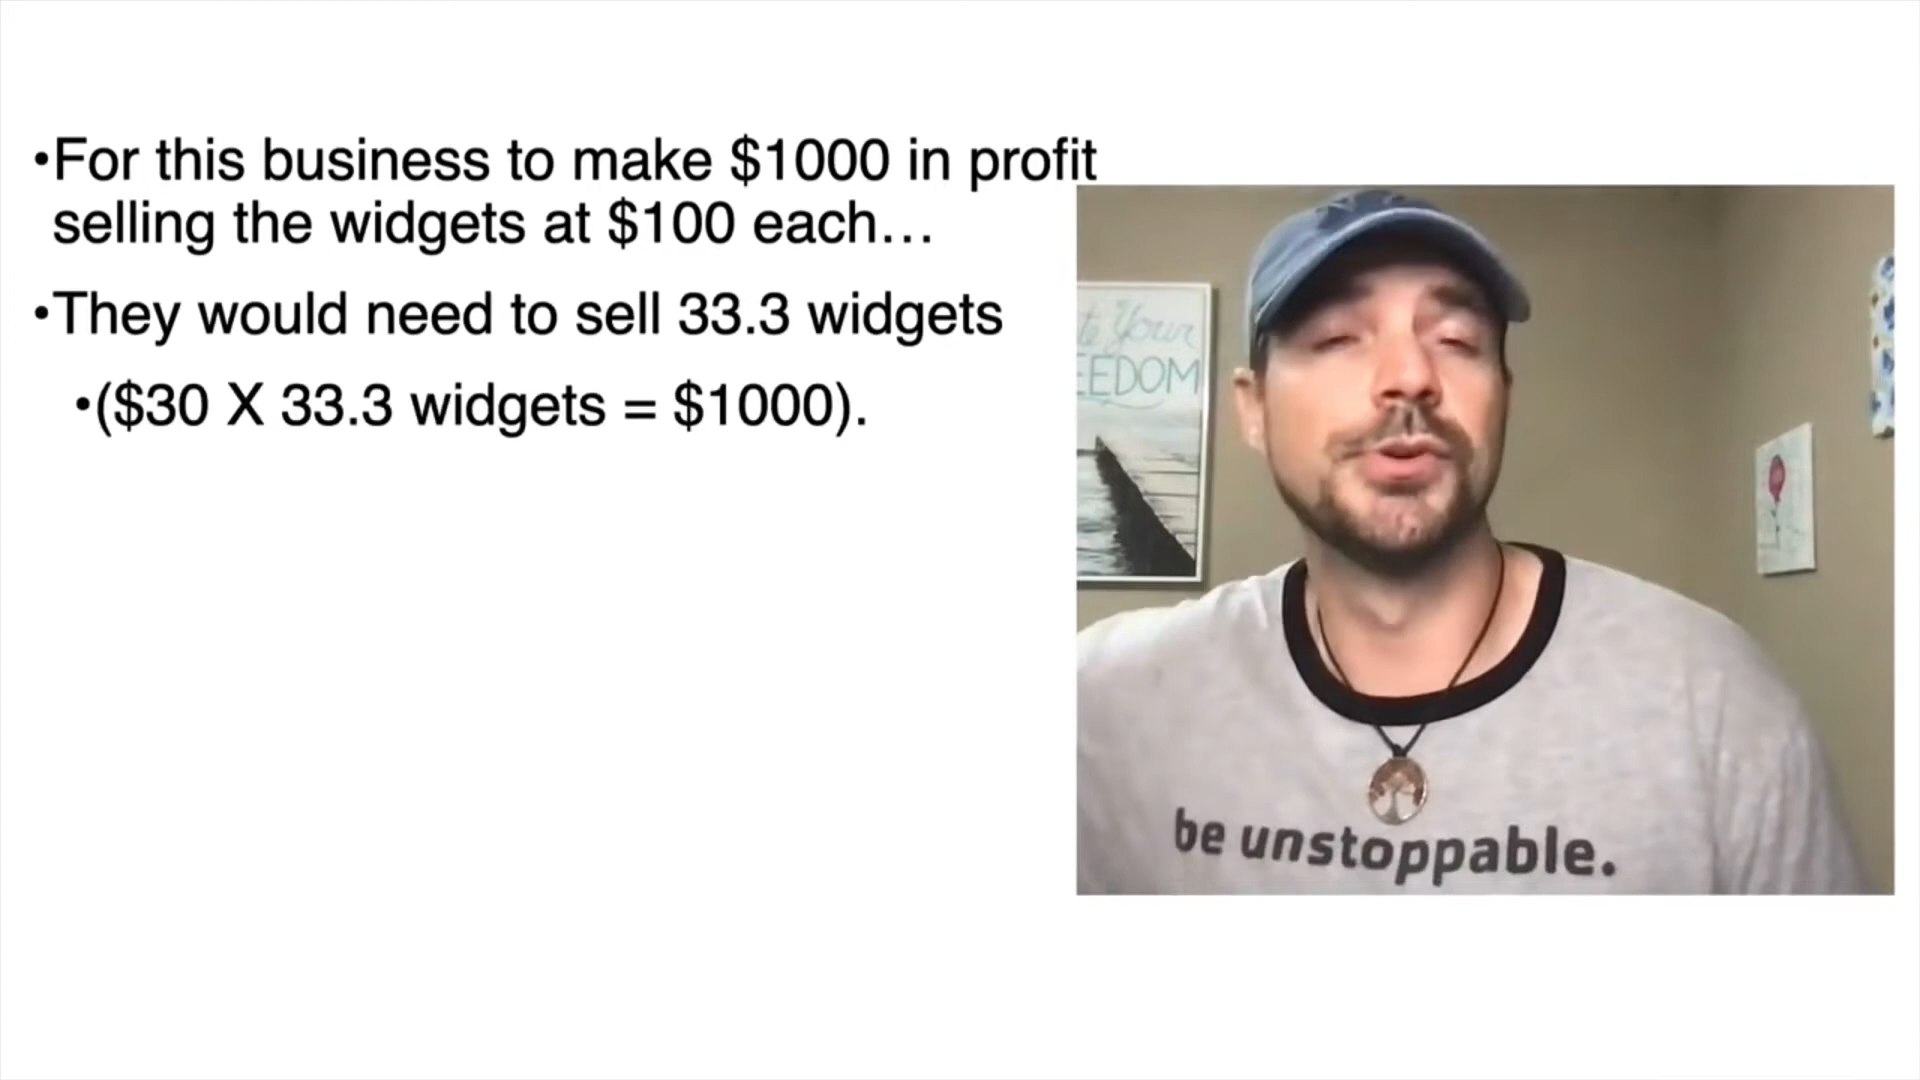 •For this business to make $1000 in profit
selling the widgets at $100 each…
•They would need to sell 33.3 widgets
•($30 X 33.3 widgets = $1000).
Your
EEDOM
be unstoppable.